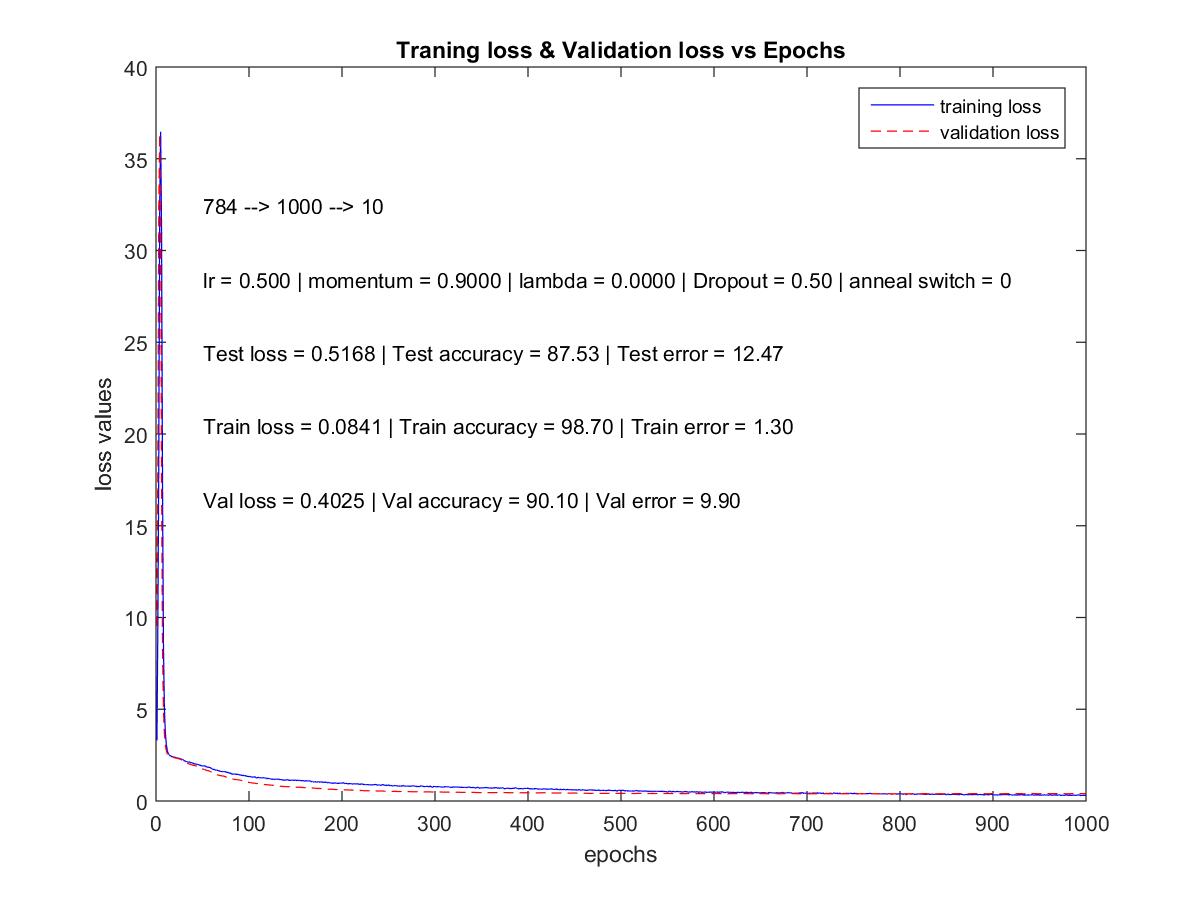 Traning loss & Validation loss vs Epochs
training loss
validation loss
784 --> 1000 --> 10
lr = 0.500 | momentum = 0.9000 | lambda = 0.0000 | Dropout = 0.50 | anneal switch = 0
Test loss = 0.5168 | Test accuracy = 87.53 | Test error = 12.47
Train loss = 0.0841 | Train accuracy = 98.70 | Train error = 1.30
Val loss = 0.4025 | Val accuracy = 90.10 | Val error = 9.90
loss values
40
35
30
25
20
15
10
5
0
0 100 200 300 400 500 600 700 800 900 1000
epochs